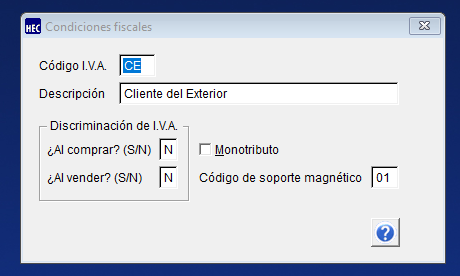 HEC Condiciones fiscales
Código I.V.A. CE
Descripción Cliente del Exterior
Discriminación de I.V.A.
¿Al comprar? (S/N) N Monotributo
¿Al vender? (S/N) N Código de soporte magnético 01
?